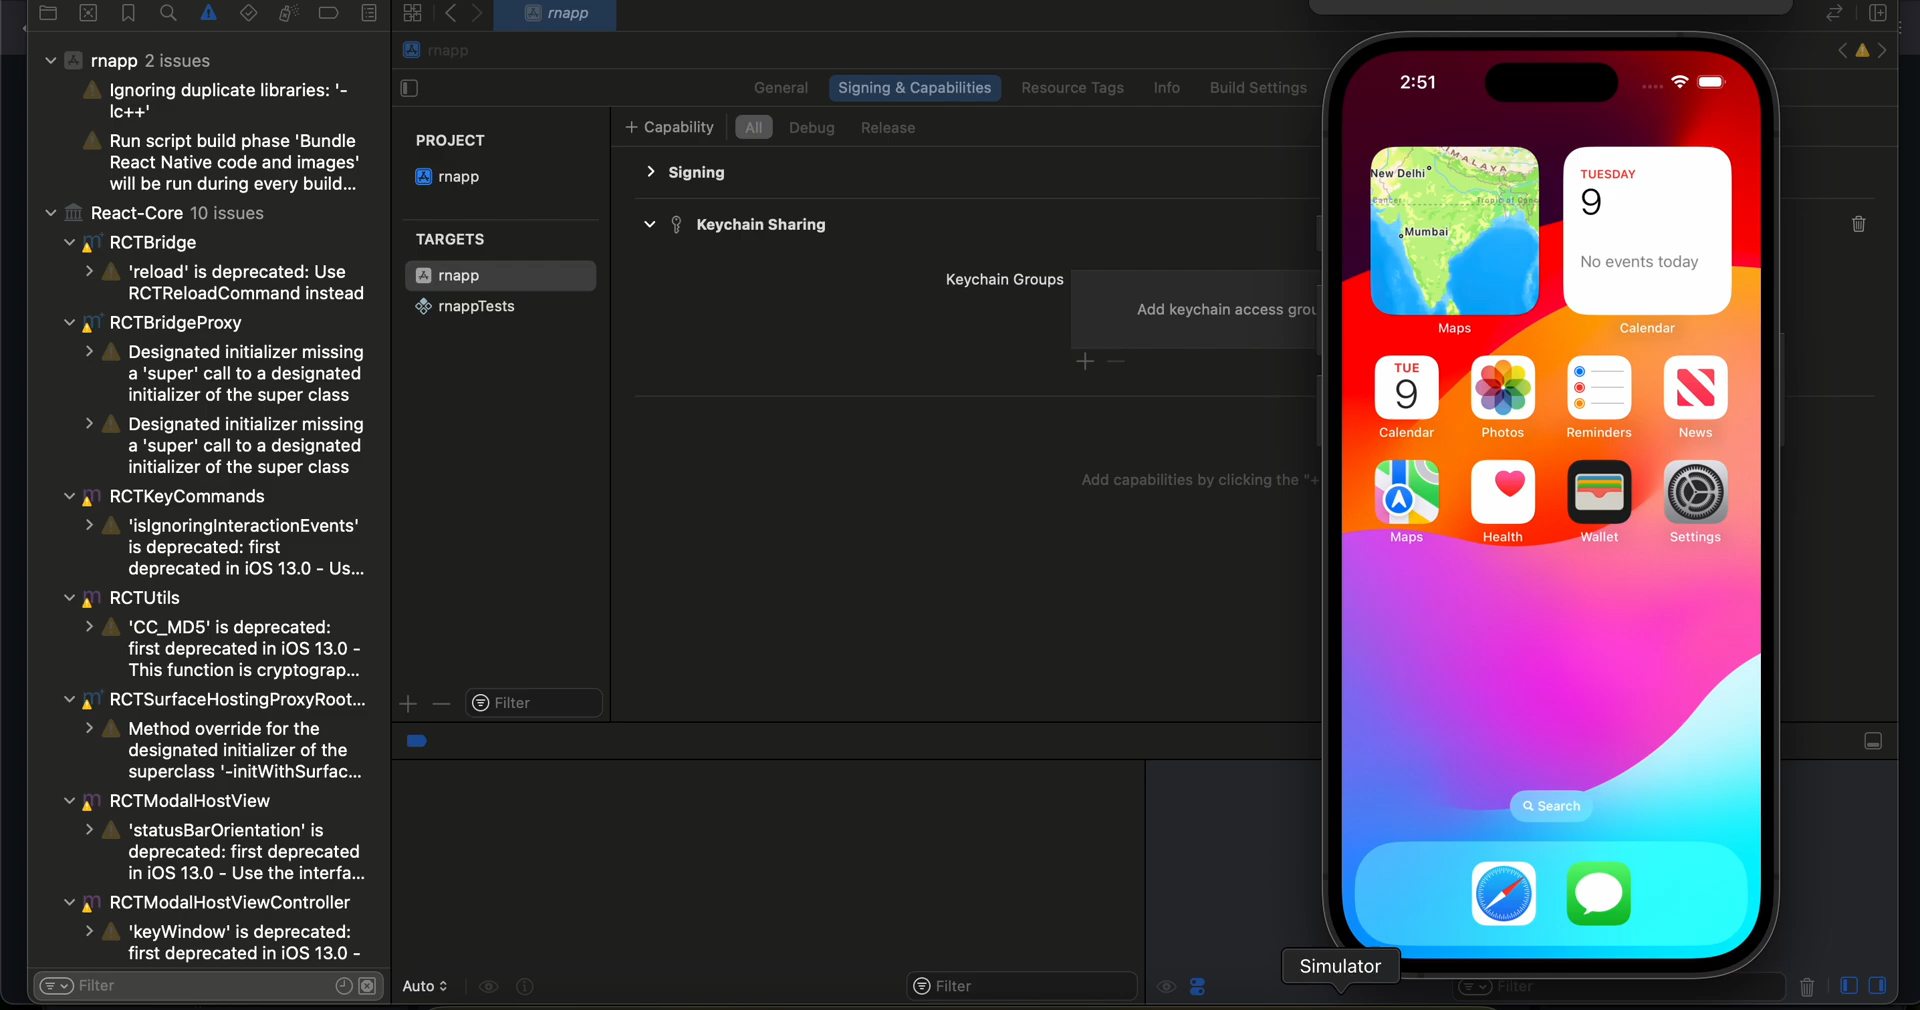 rnapp 2 issues
Ignoring duplicate libraries: '-
lc++'
Run script build phase 'Bundle
React Native code and images'
will be run during every build...
React-Core 10 issues
RCTBridge
'reload' is deprecated: Use
RCTReloadCommand instead
RCTBridgeProxy
Designated initializer missing
a 'super' call to a designated
initializer of the super class
Designated initializer missing
a 'super' call to a designated
initializer of the super class
RCTKeyCommands
'isIgnoringInteractionEvents'
is deprecated: first
deprecated in iOS 13.0 - Us...
RCTUtils
'CC_MD5' is deprecated:
first deprecated in iOS 13.0 -
This function is cryptograp...
RCTSurfaceHostingProxyRoot...
Method override for the
designated initializer of the
superclass '-initWithSurfac...
RCTModalHostView
'statusBarOrientation' is
deprecated: first deprecated
in iOS 13.0 - Use the interfa...
RCTModalHostViewController
'keyWindow' is deprecated:
first deprecated in iOS 13.0 -
Filter
rnapp
rnapp
General
Signing & Capabilities
Resource Tags
Info
Build Settings
PROJECT
rnapp
TARGETS
rnapp
rnappTests
Filter
+ Capability
All
Debug
Release
Signing
Keychain Sharing
Keychain Groups
Add keychain access grou
Add capabilities by clicking the "+
Auto
Filter
Filter
Simulator
2:51
New Delhi
HIMALAYA
Mumbai
Maps
TUESDAY
9
No events today
Calendar
TUE
9
Calendar
Photos
Reminders
News
Maps
Health
Wallet
Settings
Search